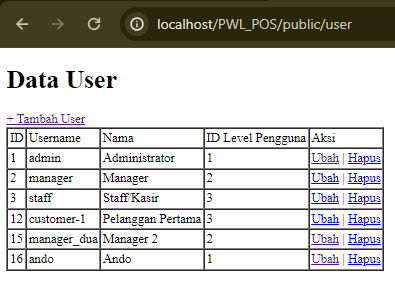 localhost/PWL_POS/public/user
Data User
+ Tambah User
ID Username Nama ID Level Pengguna Aksi
1 admin Administrator 1 Ubah | Hapus
2 manager Manager 2 Ubah | Hapus
3 staff Staff/Kasir 3 Ubah | Hapus
12 customer-1 Pelanggan Pertama 3 Ubah | Hapus
15 manager_dua Manager 2 2 Ubah | Hapus
16 ando Ando 1 Ubah | Hapus